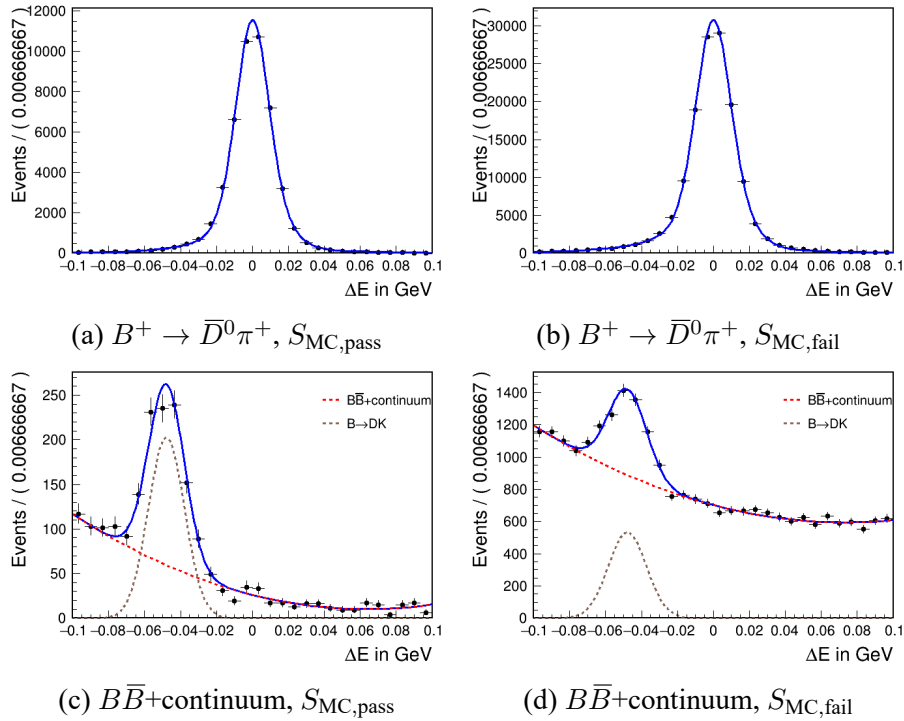 12000
10000
8000
6000
4000
2000
0
Events / ( 0.006666667 )
−0.1 −0.08 −0.06 −0.04 −0.02 0 0.02 0.04 0.06 0.08 0.1
ΔE in GeV
(a) B⁺ → D̅⁰π⁺, S_MC,pass
30000
25000
20000
15000
10000
5000
0
Events / ( 0.006666667 )
−0.1 −0.08 −0.06 −0.04 −0.02 0 0.02 0.04 0.06 0.08 0.1
ΔE in GeV
(b) B⁺ → D̅⁰π⁺, S_MC,fail
250
200
150
100
50
0
Events / ( 0.006666667 )
BB̅+continuum
B→DK
−0.1 −0.08 −0.06 −0.04 −0.02 0 0.02 0.04 0.06 0.08 0.1
ΔE in GeV
(c) BB̅+continuum, S_MC,pass
1400
1200
1000
800
600
400
200
0
Events / ( 0.006666667 )
BB̅+continuum
B→DK
−0.1 −0.08 −0.06 −0.04 −0.02 0 0.02 0.04 0.06 0.08 0.1
ΔE in GeV
(d) BB̅+continuum, S_MC,fail